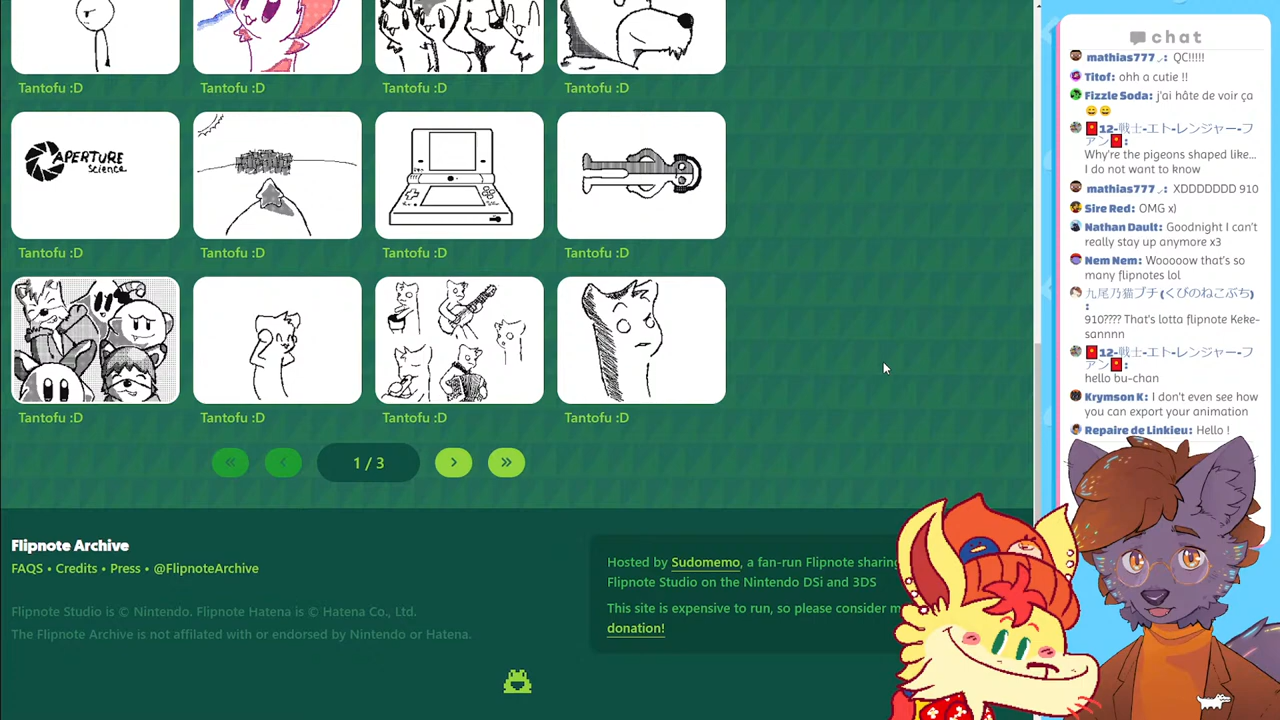 Tantofu :D
Tantofu :D
Tantofu :D
Tantofu :D
APERTURE
Science
Tantofu :D
Tantofu :D
Tantofu :D
Tantofu :D
Tantofu :D
Tantofu :D
Tantofu :D
Tantofu :D
« ‹ 1 / 3 › »
Flipnote Archive
FAQS • Credits • Press • @FlipnoteArchive
Flipnote Studio is © Nintendo. Flipnote Hatena is © Hatena Co., Ltd.
The Flipnote Archive is not affilated with or endorsed by Nintendo or Hatena.
Hosted by Sudomemo, a fan-run Flipnote sharing
Flipnote Studio on the Nintendo DSi and 3DS
This site is expensive to run, so please consider
donation!
chat
mathias777: QC!!!!!
Titof: ohh a cutie !!
Fizzle Soda: j'ai hâte de voir ça
😄😄
🧧12-戦士-エト-レンジャー-フ
ァン🧧:
Why're the pigeons shaped like...
I do not want to know
mathias777: XDDDDDDD 910
Sire Red: OMG x)
Nathan Dault: Goodnight I can't
really stay up anymore x3
Nem Nem: Wooooow that's so
many flipnotes lol
九尾乃猫プチ(くびのねこぶち)
:
910???? That's lotta flipnote Keke-
sannnn
🧧12-戦士-エト-レンジャー-フ
ァン🧧:
hello bu-chan
Krymson K: I don't even see how
you can export your animation
Repaire de Linkieu: Hello !